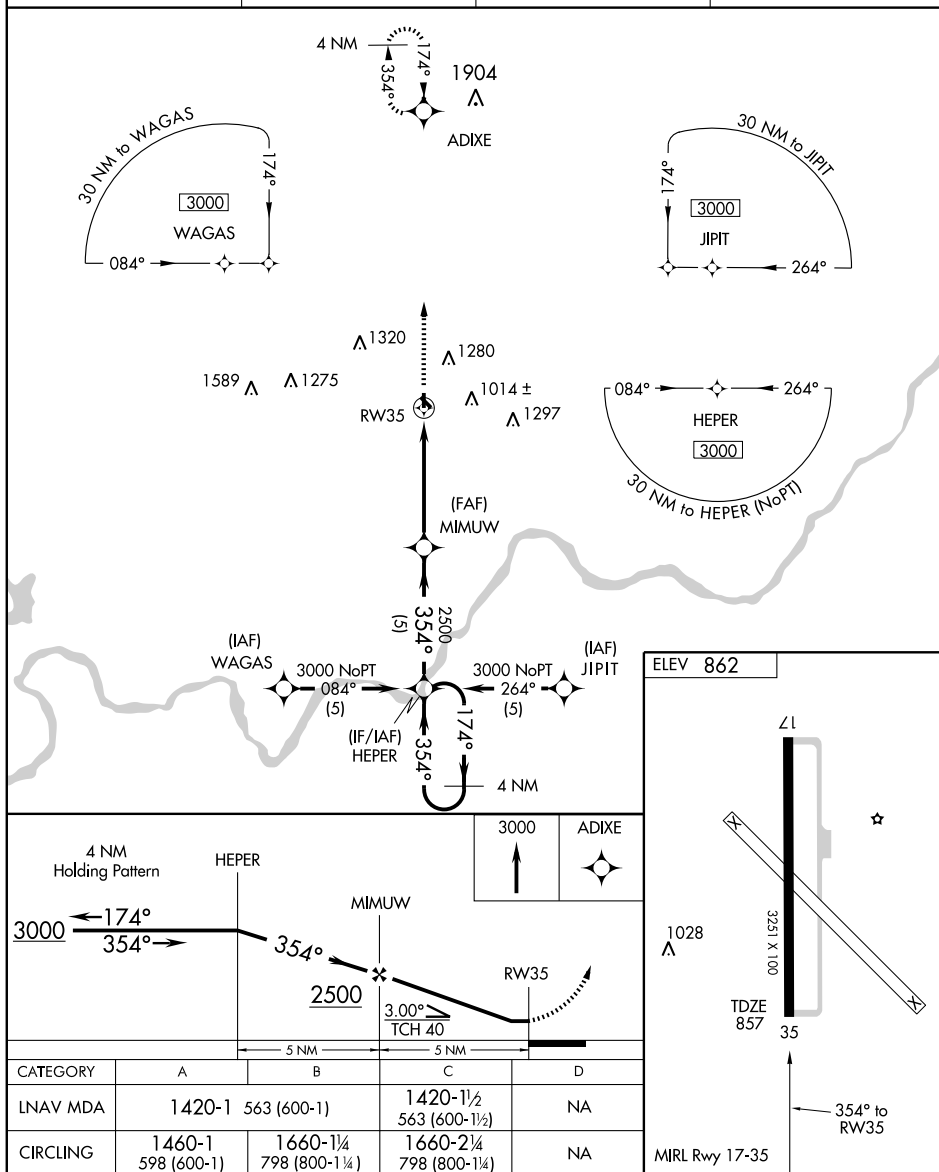 4 NM
174°
354°
1904
ADIXE
30 NM to WAGAS
174°
3000
WAGAS
084°
30 NM to JIPIT
174°
3000
JIPIT
264°
1320
1280
1589
1275
1014 ±
1297
RW35
084°
264°
HEPER
3000
30 NM to HEPER (NoPT)
(FAF)
MIMUW
2500
354°
(5)
(IAF)
WAGAS
3000 NoPT
084°
(5)
3000 NoPT
264°
(5)
(IAF)
JIPIT
(IF/IAF)
HEPER
354°
174°
4 NM
ELEV 862
17
3251 X 100
X
X
1028
TDZE
857
35
354° to
RW35
MIRL Rwy 17-35
4 NM
Holding Pattern
HEPER
3000
ADIXE
MIMUW
3000
174°
354°
354°
2500
3.00°
TCH 40
RW35
5 NM
5 NM
CATEGORY A B C D
LNAV MDA 1420-1 563 (600-1) 1420-1½ 563 (600-1½) NA
CIRCLING 1460-1 598 (600-1) 1660-1¼ 798 (800-1¼) 1660-2¼ 798 (800-1¼) NA